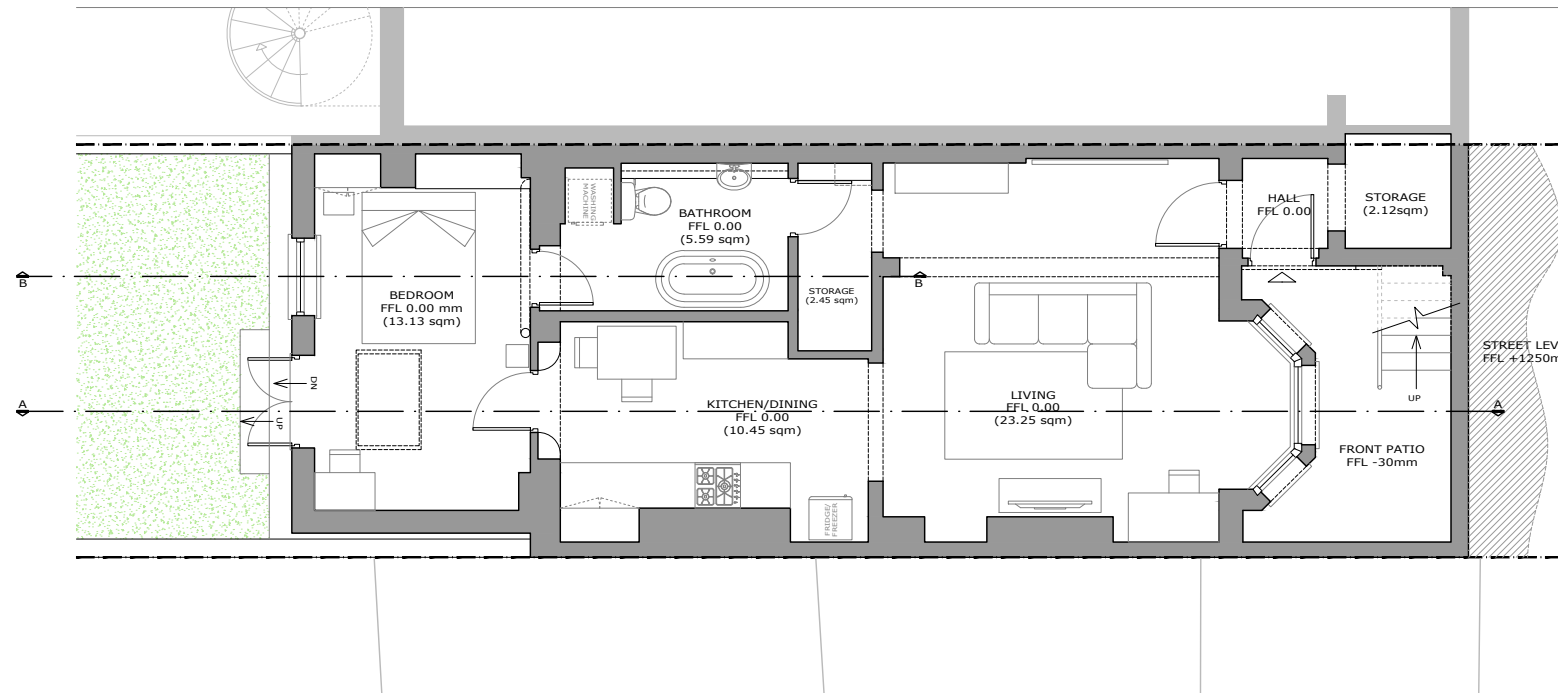 HALL
FFL 0.00
STORAGE
(2.12sqm)
WASHING
MACHINE
BATHROOM
FFL 0.00
(5.59 sqm)
B
B
BEDROOM
FFL 0.00 mm
(13.13 sqm)
STORAGE
(2.45 sqm)
STREET LEV
FFL +1250m
DN
UP
A
KITCHEN/DINING
FFL 0.00
(10.45 sqm)
LIVING
FFL 0.00
(23.25 sqm)
UP
A
FRONT PATIO
FFL -30mm
FRIDGE/
FREEZER